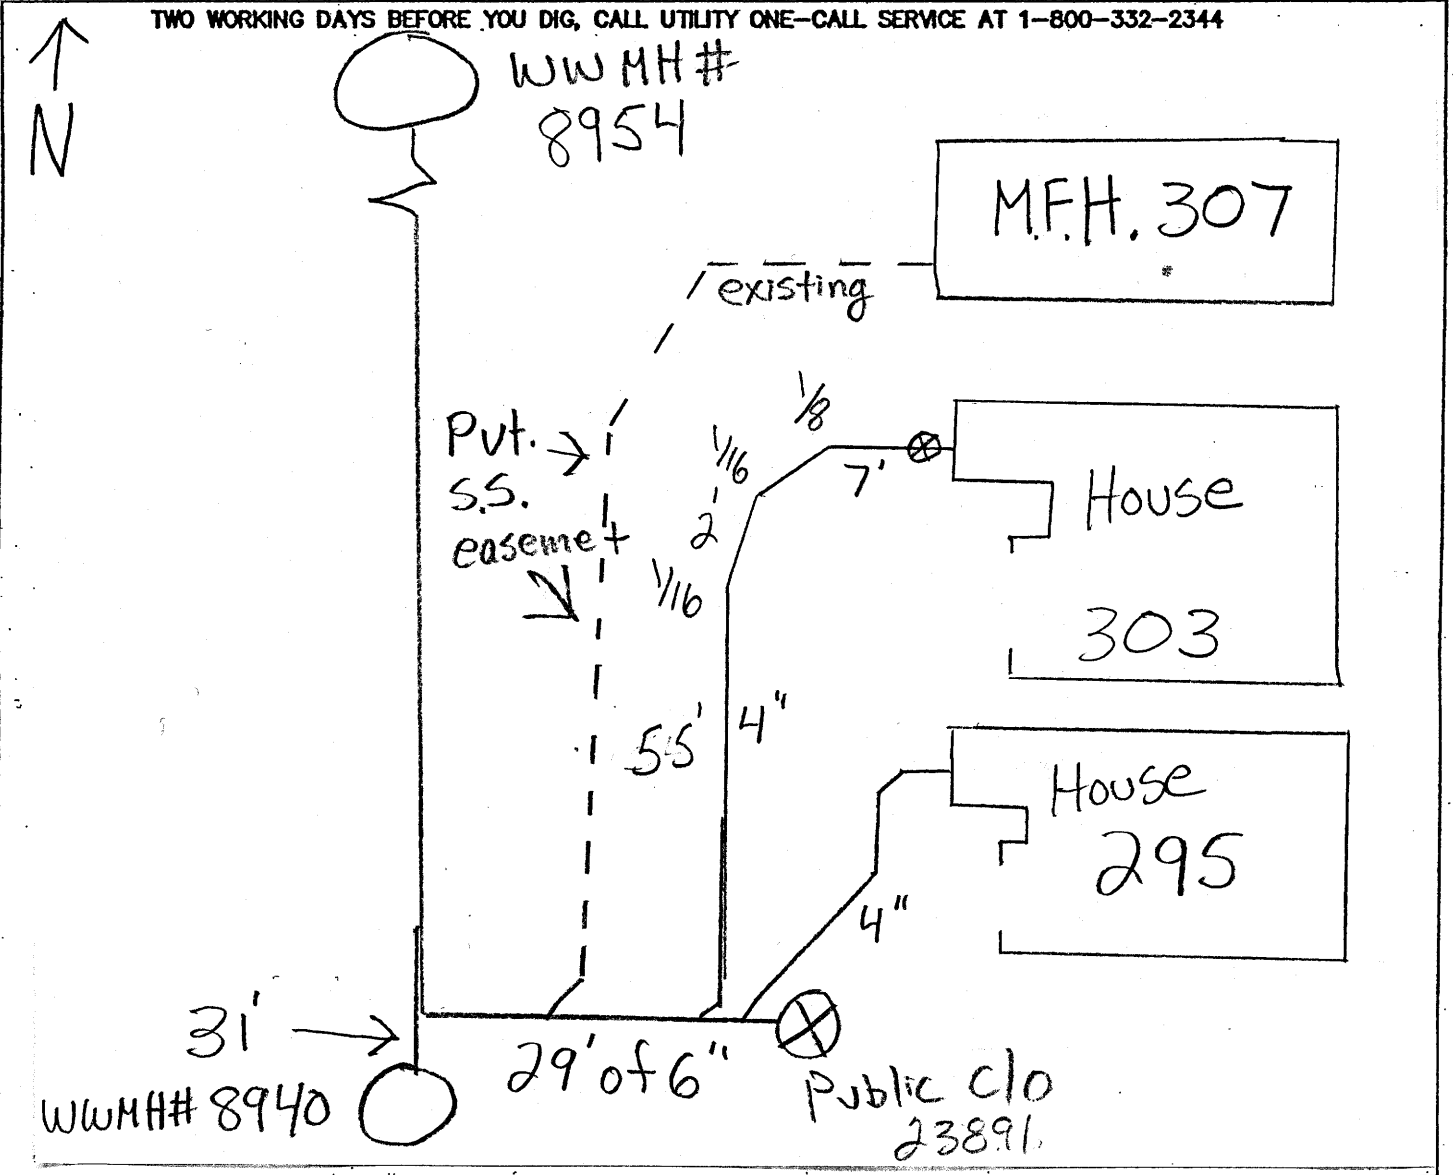 TWO WORKING DAYS BEFORE YOU DIG, CALL UTILITY ONE-CALL SERVICE AT 1-800-332-2344
N
WWMH#
8954
M.F.H. 307
existing
1/8
Pvt.
S.S.
easemet
1/16
2'
1/16
7'
House
303
55'
4"
House
295
4"
31'
29' of 6"
WWMH# 8940
Public C/O
23891